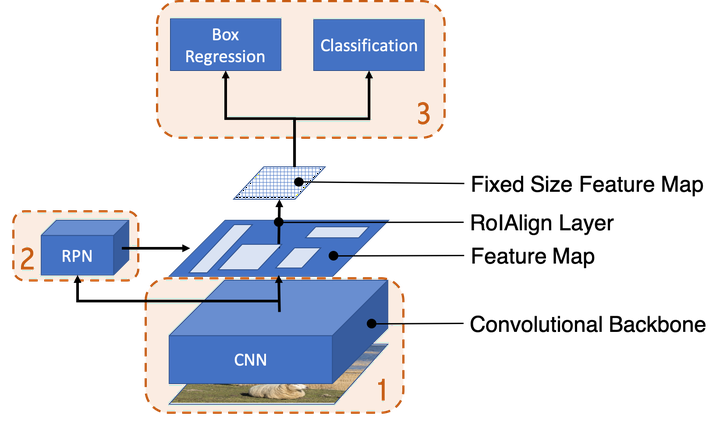 Box
Regression
Classification
3
Fixed Size Feature Map
RoIAlign Layer
2
RPN
Feature Map
Convolutional Backbone
CNN
1